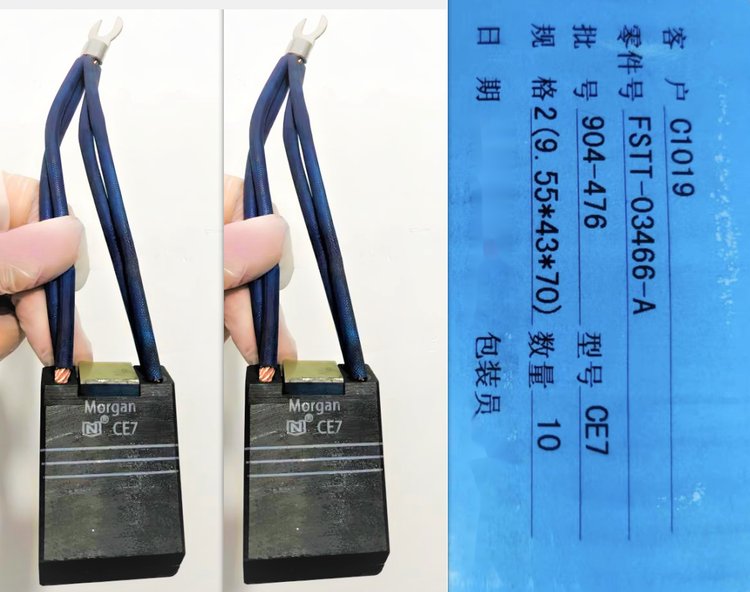 Morgan
N® CE7
Morgan
N® CE7
客 户 C1019
零件号 FSTT-03466-A
批 号 904-476 型号 CE7
规 格 2(9.55*43*70) 数量 10
日 期 包装员